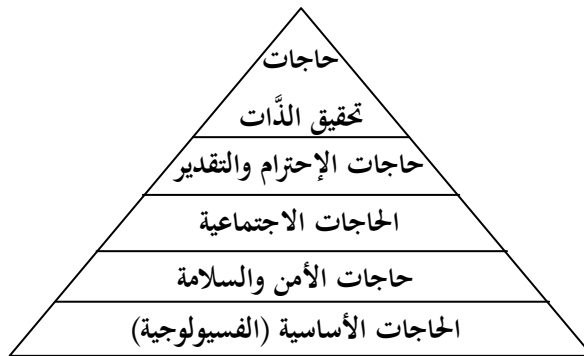 حاجات
تحقيق الذَّات
حاجات الإحترام والتقدير
الحاجات الاجتماعية
حاجات الأمن والسلامة
الحاجات الأساسية (الفسيولوجية)